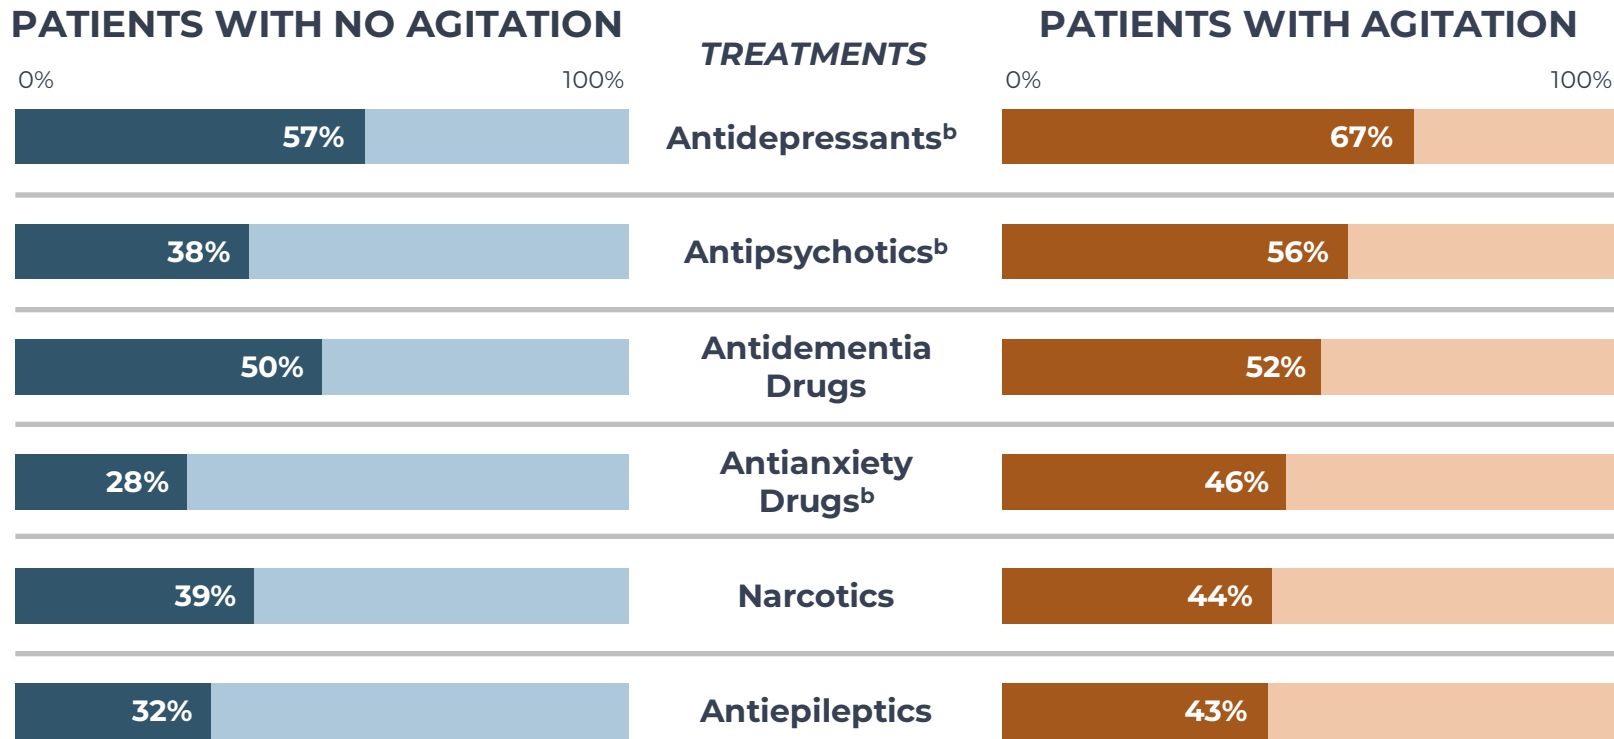 PATIENTS WITH NO AGITATION
TREATMENTS
PATIENTS WITH AGITATION
0% 100%
0% 100%
57% Antidepressantsᵇ 67%
38% Antipsychoticsᵇ 56%
Antidementia
50% 52%
Drugs
Antianxiety
28% 46%
Drugsᵇ
39% Narcotics 44%
32% Antiepileptics 43%